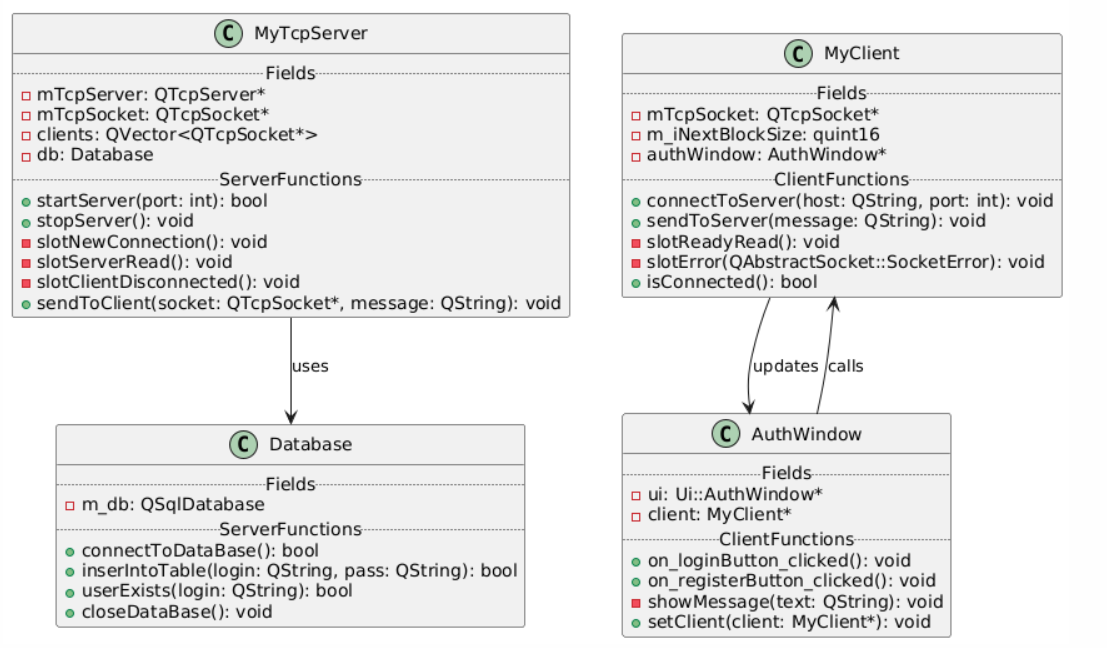 C MyTcpServer
Fields
mTcpServer: QTcpServer*
mTcpSocket: QTcpSocket*
clients: QVector<QTcpSocket*>
db: Database
ServerFunctions
startServer(port: int): bool
stopServer(): void
slotNewConnection(): void
slotServerRead(): void
slotClientDisconnected(): void
sendToClient(socket: QTcpSocket*, message: QString): void
C MyClient
Fields
mTcpSocket: QTcpSocket*
m_iNextBlockSize: quint16
authWindow: AuthWindow*
ClientFunctions
connectToServer(host: QString, port: int): void
sendToServer(message: QString): void
slotReadyRead(): void
slotError(QAbstractSocket::SocketError): void
isConnected(): bool
uses
updates
calls
C Database
Fields
m_db: QSqlDatabase
ServerFunctions
connectToDataBase(): bool
inserIntoTable(login: QString, pass: QString): bool
userExists(login: QString): bool
closeDataBase(): void
C AuthWindow
Fields
ui: Ui::AuthWindow*
client: MyClient*
ClientFunctions
on_loginButton_clicked(): void
on_registerButton_clicked(): void
showMessage(text: QString): void
setClient(client: MyClient*): void